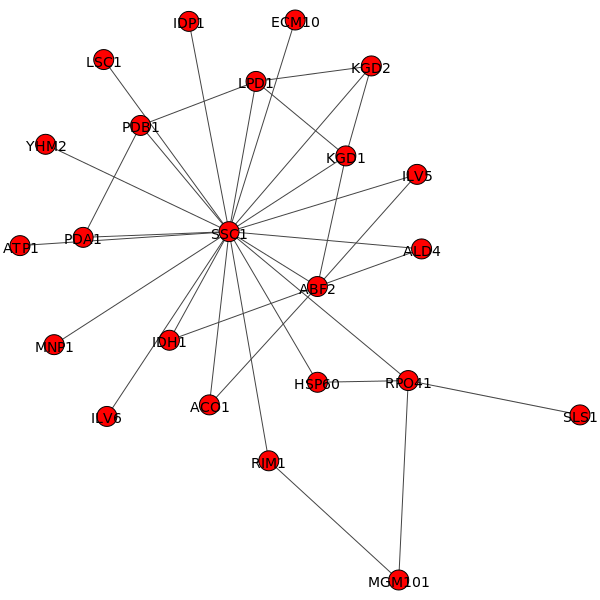 IDP1
ECM10
LSC1
KGD2
LPD1
PDB1
YHM2
KGD1
ILV5
SSC1
PDA1
ATP1
ALD4
ABF2
IDH1
MNP1
HSP60
RPO41
ACO1
ILV6
SLS1
RIM1
MGM101